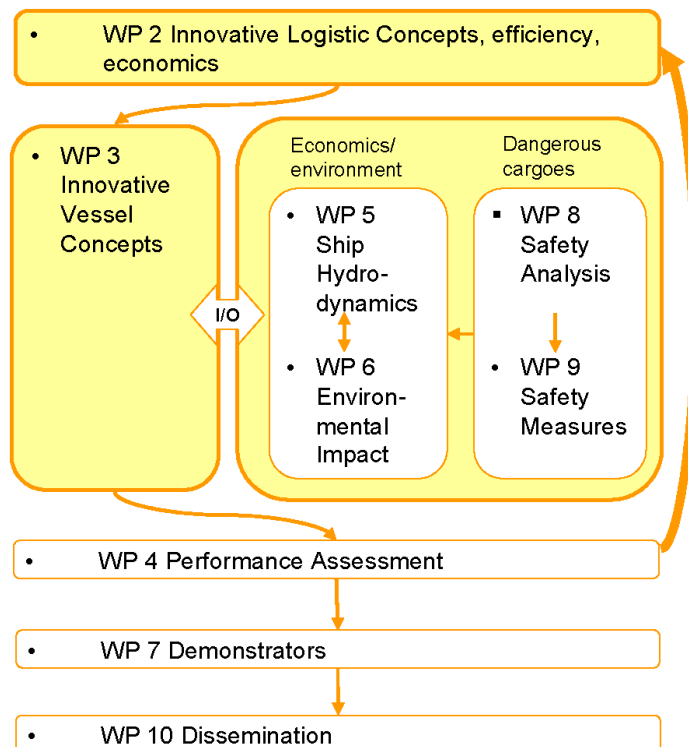 • WP 2 Innovative Logistic Concepts, efficiency,
economics
• WP 3
Innovative
Vessel
Concepts
I/O
Economics/
environment
• WP 5
Ship
Hydro-
dynamics
• WP 6
Environ-
mental
Impact
Dangerous
cargoes
▪ WP 8
Safety
Analysis
• WP 9
Safety
Measures
• WP 4 Performance Assessment
• WP 7 Demonstrators
• WP 10 Dissemination